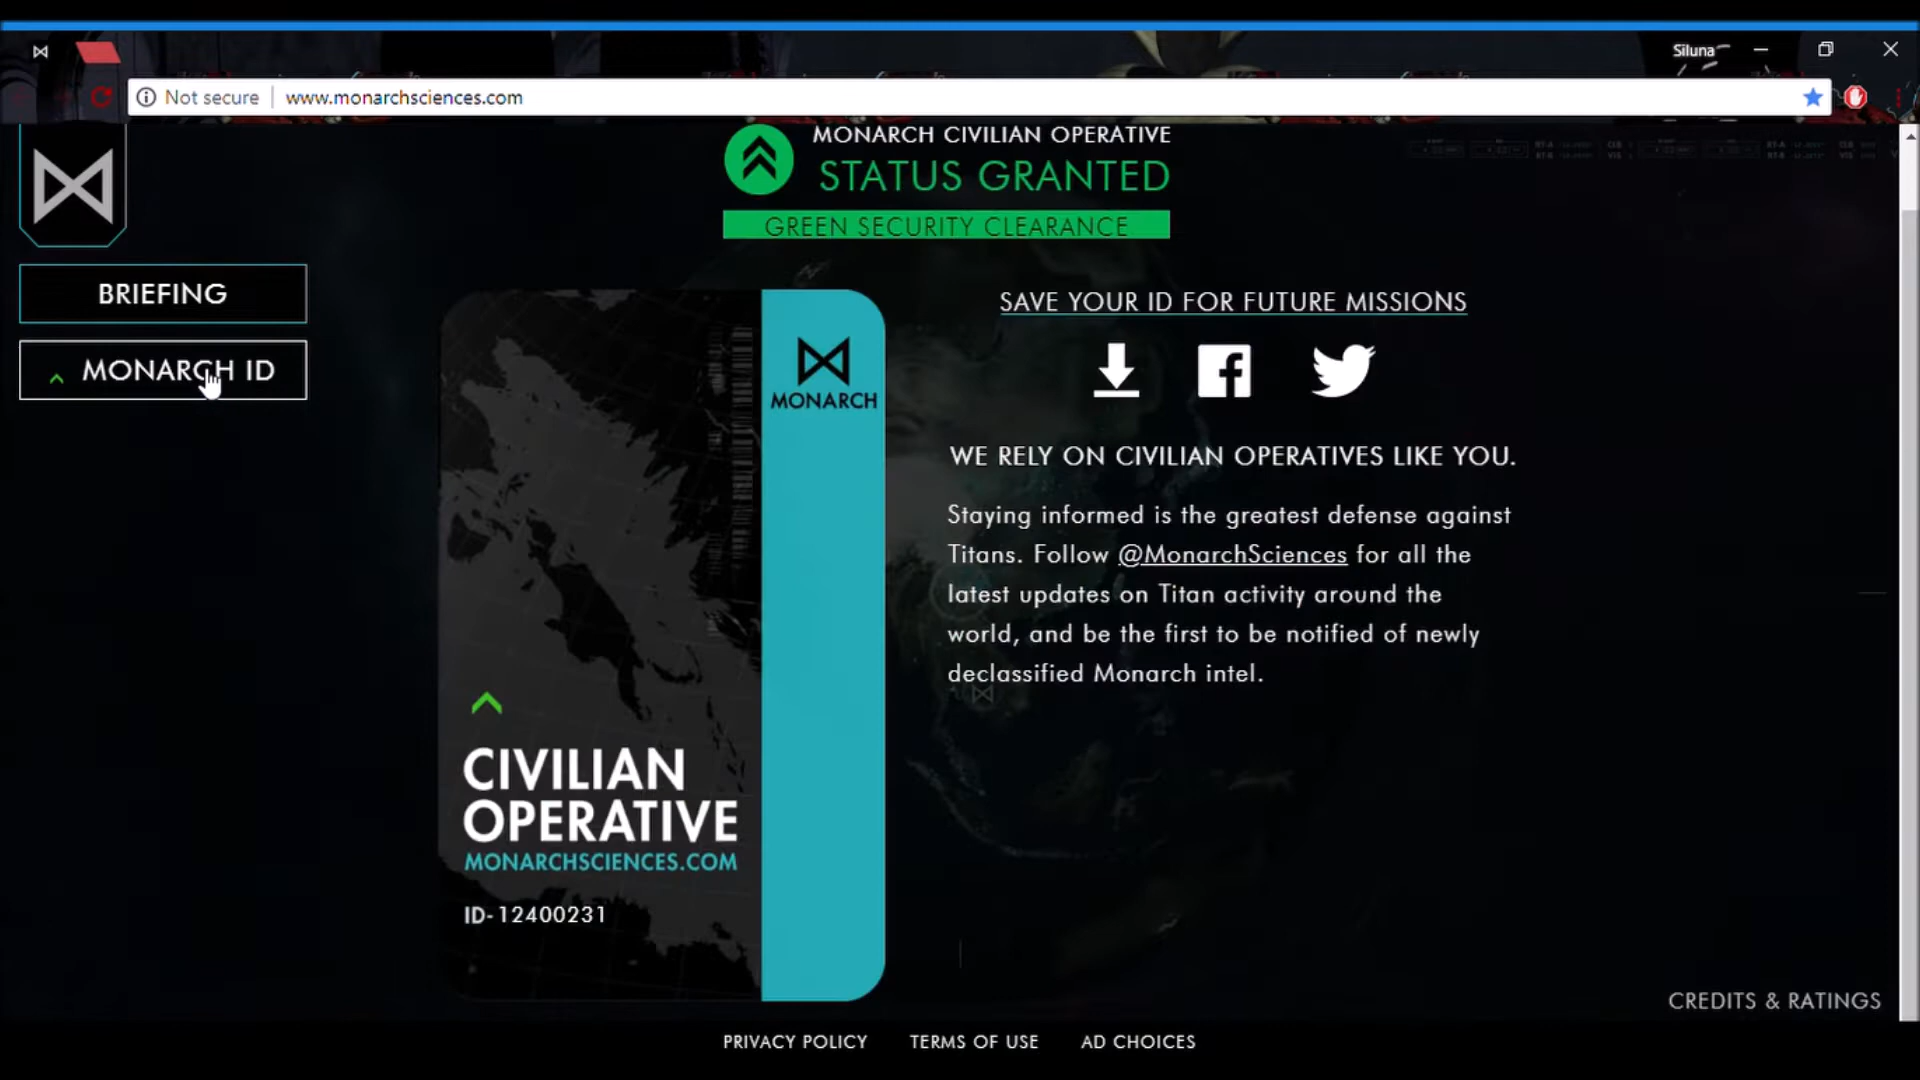 Siluna
Not secure
www.monarchsciences.com
MONARCH CIVILIAN OPERATIVE
STATUS GRANTED
GREEN SECURITY CLEARANCE
BRIEFING
MONARCH ID
MONARCH
CIVILIAN
OPERATIVE
MONARCHSCIENCES.COM
ID-12400231
SAVE YOUR ID FOR FUTURE MISSIONS
WE RELY ON CIVILIAN OPERATIVES LIKE YOU.
Staying informed is the greatest defense against
Titans. Follow @MonarchSciences for all the
latest updates on Titan activity around the
world, and be the first to be notified of newly
declassified Monarch intel.
CREDITS & RATINGS
PRIVACY POLICY
TERMS OF USE
AD CHOICES